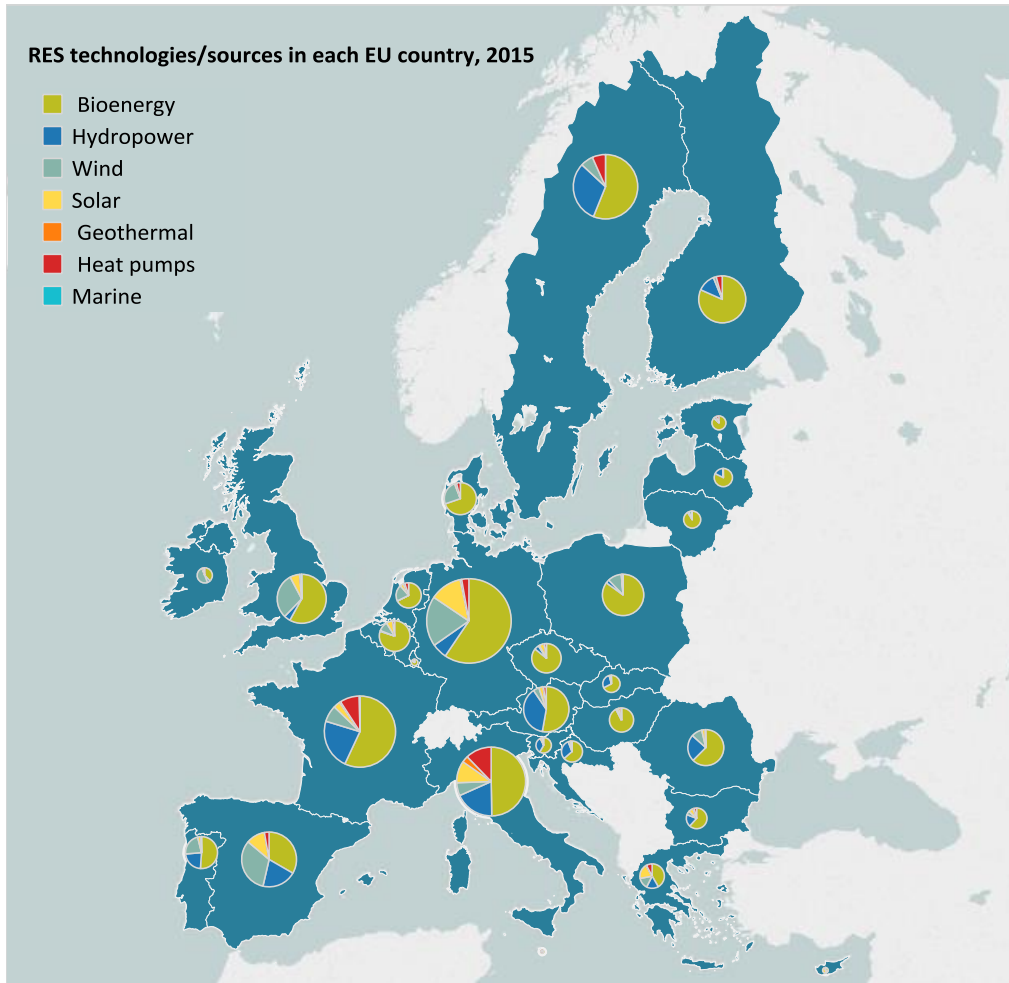 RES technologies/sources in each EU country, 2015
Bioenergy
Hydropower
Wind
Solar
Geothermal
Heat pumps
Marine